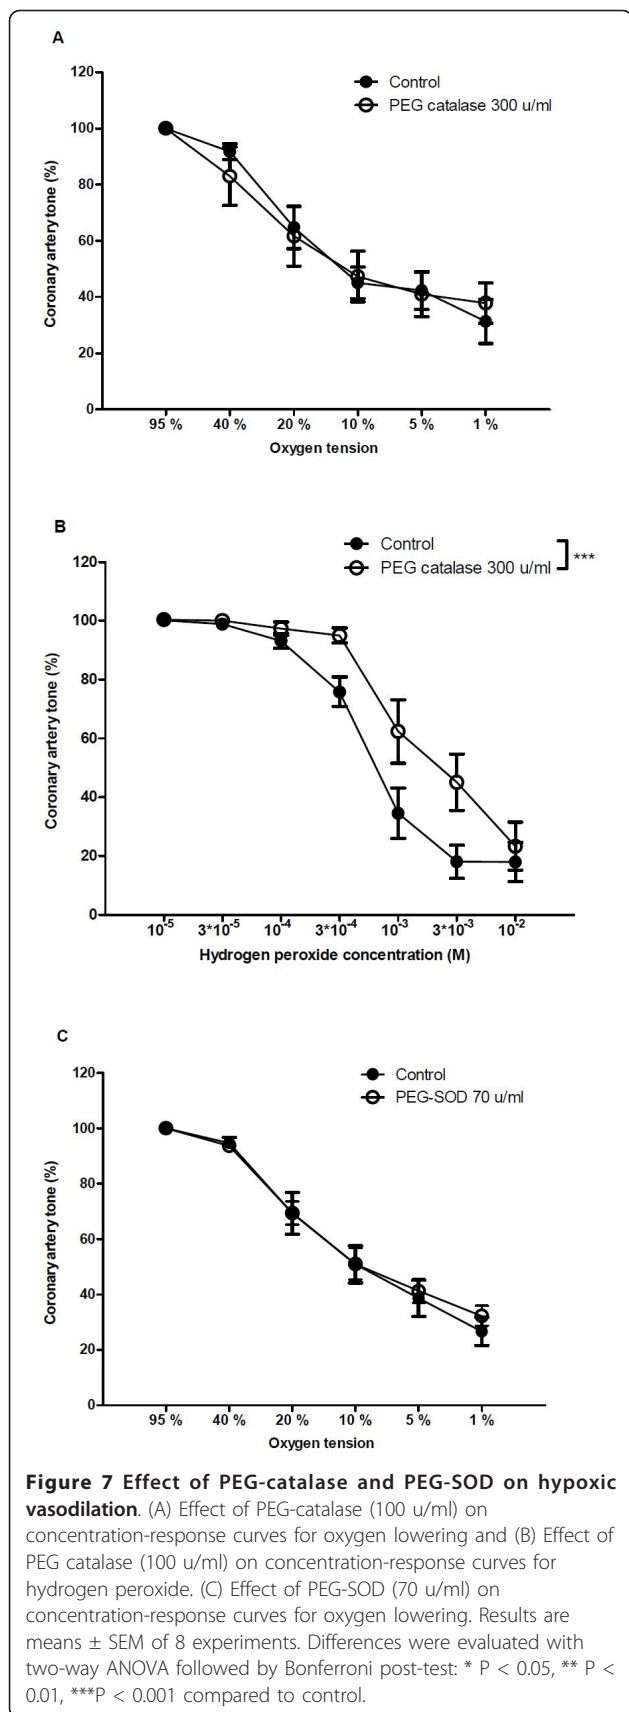 A
120
100
80
60
40
20
0
Coronary artery tone (%)
Control
PEG catalase 300 u/ml
95 % 40 % 20 % 10 % 5 % 1 %
Oxygen tension
B
Control
PEG catalase 300 u/ml
***
120
100
80
60
40
20
0
Coronary artery tone (%)
10-5 3*10-5 10-4 3*10-4 10-3 3*10-3 10-2
Hydrogen peroxide concentration (M)
C
120
100
80
60
40
20
0
Coronary artery tone (%)
Control
PEG-SOD 70 u/ml
95 % 40 % 20 % 10 % 5 % 1 %
Oxygen tension
Figure 7 Effect of PEG-catalase and PEG-SOD on hypoxic
vasodilation. (A) Effect of PEG-catalase (100 u/ml) on
concentration-response curves for oxygen lowering and (B) Effect of
PEG catalase (100 u/ml) on concentration-response curves for
hydrogen peroxide. (C) Effect of PEG-SOD (70 u/ml) on
concentration-response curves for oxygen lowering. Results are
means ± SEM of 8 experiments. Differences were evaluated with
two-way ANOVA followed by Bonferroni post-test: * P < 0.05, ** P <
0.01, ***P < 0.001 compared to control.